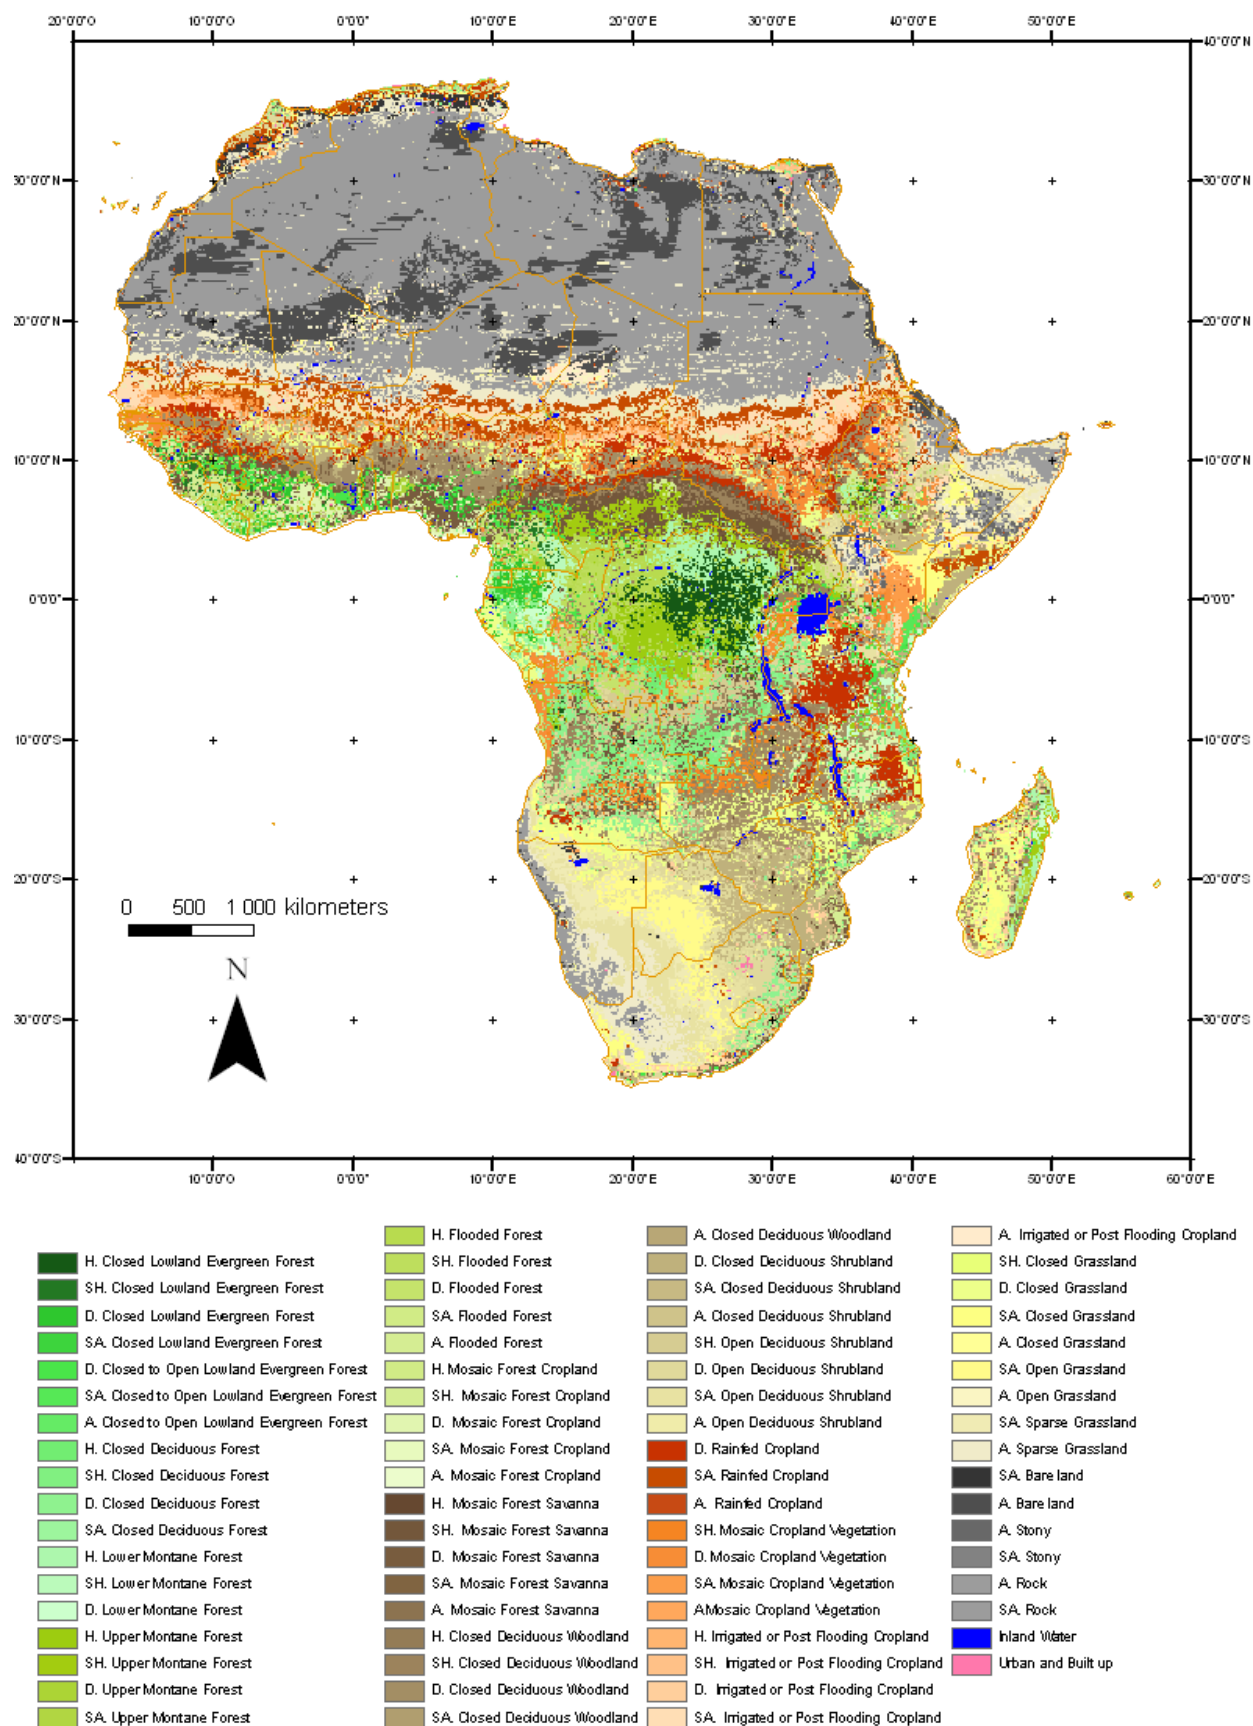 20°0'0"O 10°0'0"O 0°0'0" 10°0'0"E 20°0'0"E 30°0'0"E 40°0'0"E 50°0'0"E
40°0'0"N
30°0'0"N 30°0'0"N
20°0'0"N 20°0'0"N
10°0'0"N 10°0'0"N
0°0'0" 0°0'0"
10°0'0"S 10°0'0"S
20°0'0"S 20°0'0"S
0 500 1 000 kilometers
N
30°0'0"S 30°0'0"S
40°0'0"S
10°0'0"O 0°0'0"E 10°0'0"E 20°0'0"E 30°0'0"E 40°0'0"E 50°0'0"E 60°0'0"E
H. Closed Lowland Evergreen Forest
SH. Closed Lowland Evergreen Forest
D. Closed Lowland Evergreen Forest
SA. Closed Lowland Evergreen Forest
D. Closed to Open Lowland Evergreen Forest
SA. Closed to Open Lowland Evergreen Forest
A. Closed to Open Lowland Evergreen Forest
H. Closed Deciduous Forest
SH. Closed Deciduous Forest
D. Closed Deciduous Forest
SA. Closed Deciduous Forest
H. Lower Montane Forest
SH. Lower Montane Forest
D. Lower Montane Forest
H. Upper Montane Forest
SH. Upper Montane Forest
D. Upper Montane Forest
SA. Upper Montane Forest
H. Flooded Forest
SH. Flooded Forest
D. Flooded Forest
SA. Flooded Forest
A. Flooded Forest
H. Mosaic Forest Cropland
SH. Mosaic Forest Cropland
D. Mosaic Forest Cropland
SA. Mosaic Forest Cropland
A. Mosaic Forest Cropland
H. Mosaic Forest Savanna
SH. Mosaic Forest Savanna
D. Mosaic Forest Savanna
SA. Mosaic Forest Savanna
A. Mosaic Forest Savanna
H. Closed Deciduous Woodland
SH. Closed Deciduous Woodland
D. Closed Deciduous Woodland
SA. Closed Deciduous Woodland
A. Closed Deciduous Woodland
D. Closed Deciduous Shrubland
SA. Closed Deciduous Shrubland
A. Closed Deciduous Shrubland
SH. Open Deciduous Shrubland
D. Open Deciduous Shrubland
SA. Open Deciduous Shrubland
A. Open Deciduous Shrubland
D. Rainfed Cropland
SA. Rainfed Cropland
A. Rainfed Cropland
SH. Mosaic Cropland Vegetation
D. Mosaic Cropland Vegetation
SA. Mosaic Cropland Vegetation
A.Mosaic Cropland Vegetation
H. Irrigated or Post Flooding Cropland
SH. Irrigated or Post Flooding Cropland
D. Irrigated or Post Flooding Cropland
SA. Irrigated or Post Flooding Cropland
A. Irrigated or Post Flooding Cropland
SH. Closed Grassland
D. Closed Grassland
SA. Closed Grassland
A. Closed Grassland
SA. Open Grassland
A. Open Grassland
SA. Sparse Grassland
A. Sparse Grassland
SA. Bare land
A. Bare land
A. Stony
SA. Stony
A. Rock
SA. Rock
Inland Water
Urban and Built up